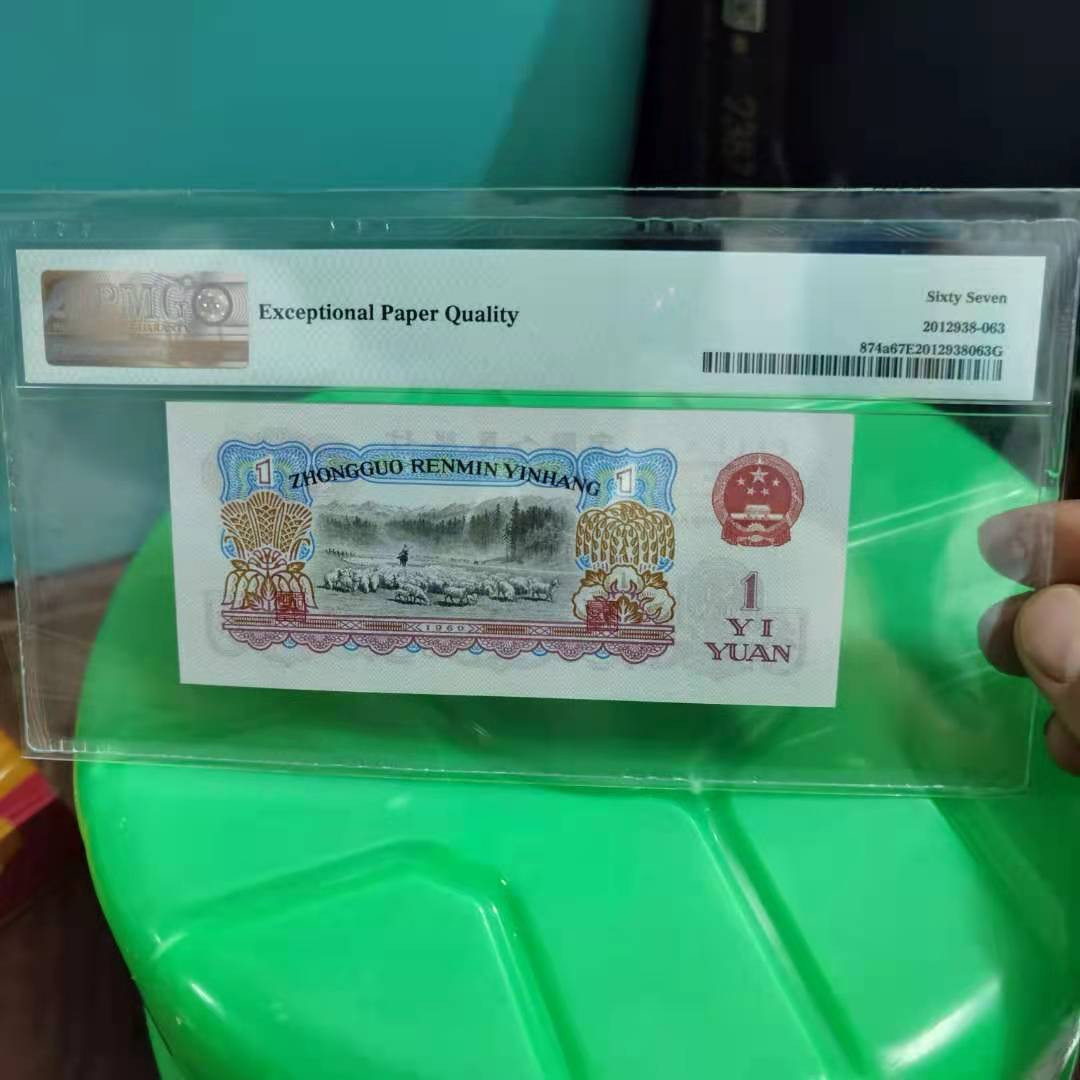 PMG
Exceptional Paper Quality
Sixty Seven
2012938-063
874a67E2012938063G
1
ZHONGGUO RENMIN YINHANG
1
1960
1
YI
YUAN